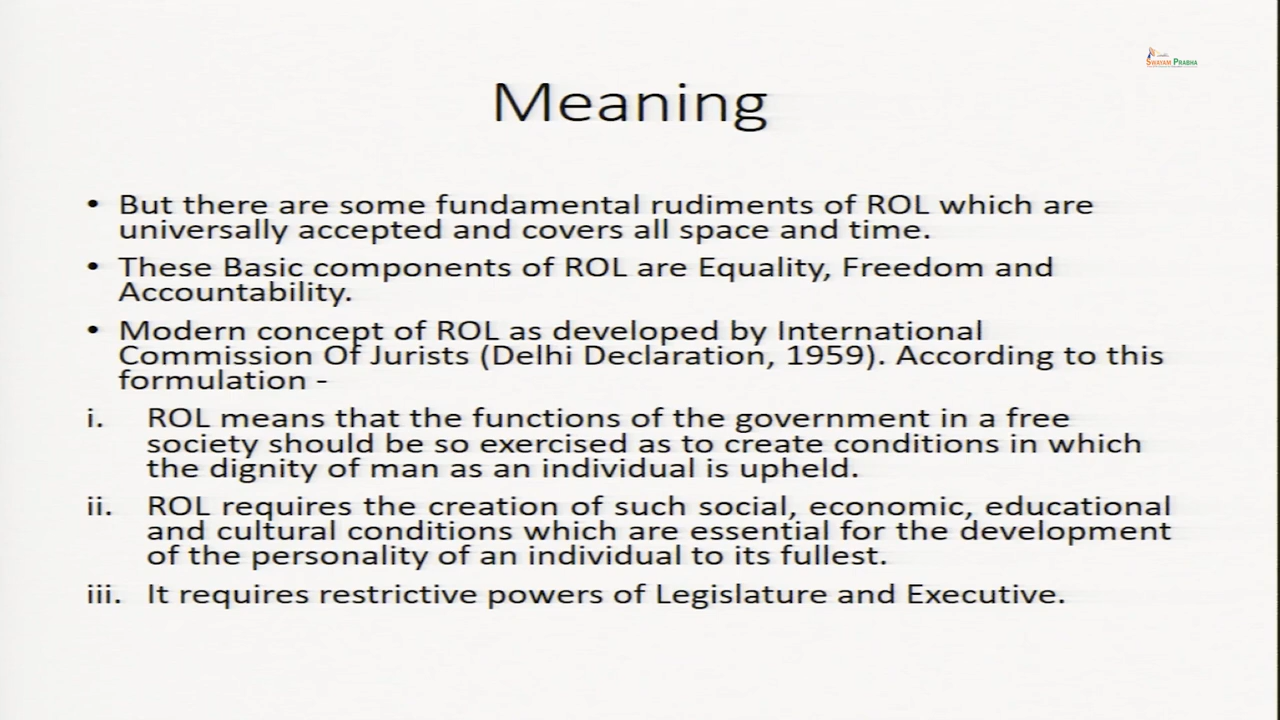 SWAYAM PRABHA
Meaning
• But there are some fundamental rudiments of ROL which are
universally accepted and covers all space and time.
• These Basic components of ROL are Equality, Freedom and
Accountability.
• Modern concept of ROL as developed by International
Commission Of Jurists (Delhi Declaration, 1959). According to this
formulation -
i. ROL means that the functions of the government in a free
society should be so exercised as to create conditions in which
the dignity of man as an individual is upheld.
ii. ROL requires the creation of such social, economic, educational
and cultural conditions which are essential for the development
of the personality of an individual to its fullest.
iii. It requires restrictive powers of Legislature and Executive.